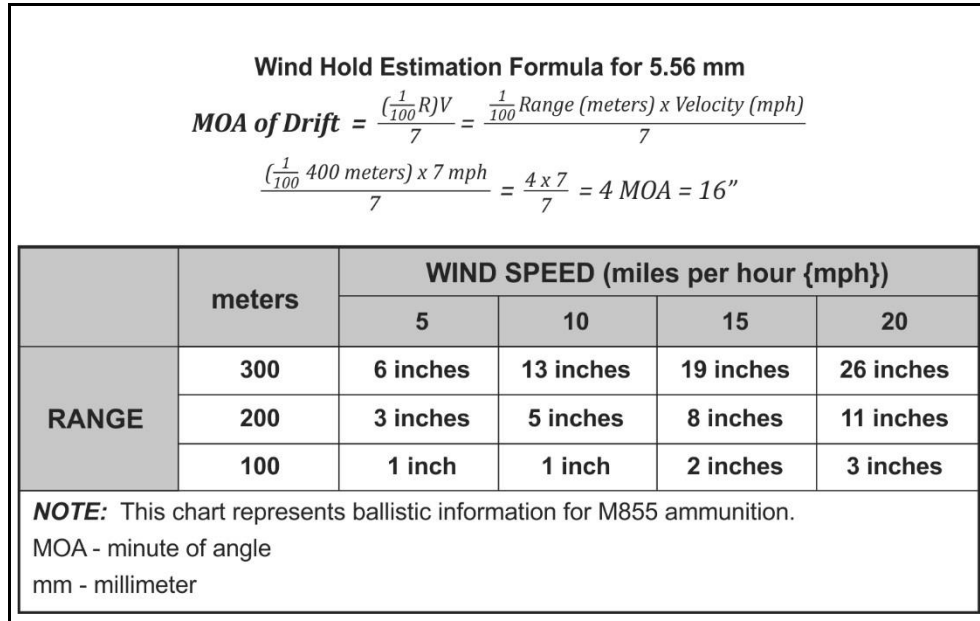 Wind Hold Estimation Formula for 5.56 mm
MOA of Drift = (1/100 R)V / 7 = 1/100 Range (meters) x Velocity (mph) / 7
(1/100 400 meters) x 7 mph / 7 = 4 x 7 / 7 = 4 MOA = 16”
meters WIND SPEED (miles per hour {mph})
5 10 15 20
RANGE
300 6 inches 13 inches 19 inches 26 inches
200 3 inches 5 inches 8 inches 11 inches
100 1 inch 1 inch 2 inches 3 inches
NOTE: This chart represents ballistic information for M855 ammunition.
MOA - minute of angle
mm - millimeter